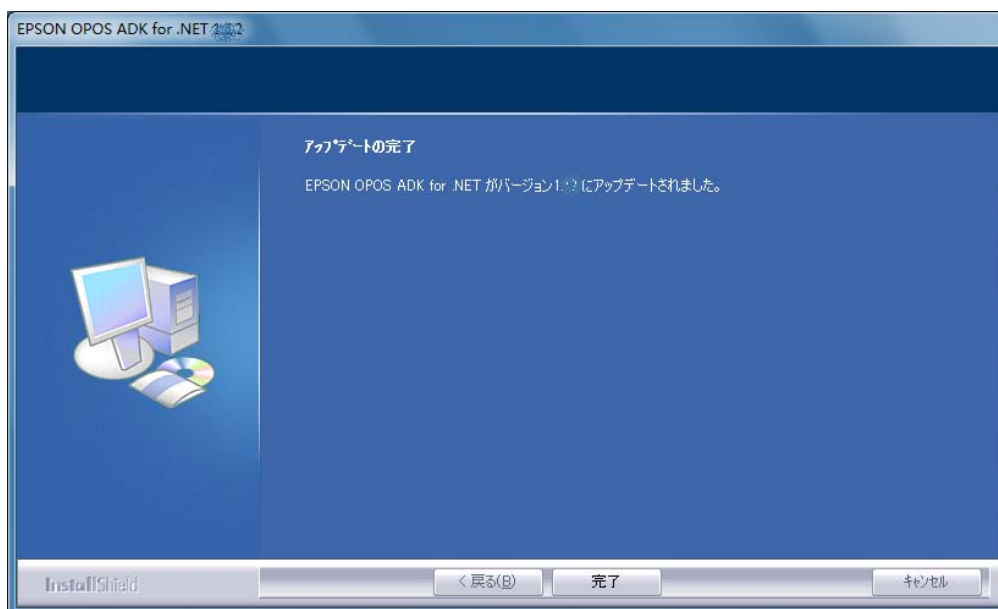 EPSON OPOS ADK for .NET
アップデートの完了
EPSON OPOS ADK for .NET がバージョン にアップデートされました。
InstallShield
< 戻る(B)
完了
キャンセル